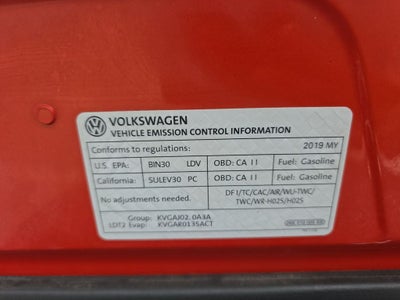 VOLKSWAGEN
VEHICLE EMISSION CONTROL INFORMATION
Conforms to regulations: 2019 MY
U.S. EPA: BIN30 LDV OBD: CA II Fuel: Gasoline
California: SULEV30 PC OBD: CA II Fuel: Gasoline
No adjustments needed. DFI/TC/CAC/AIR/WU-TWC/
TWC/WR-HO2S/HO2S
Group: KVGAJ02.0A3A
LDT2 Evap: KVGAR0135ACT